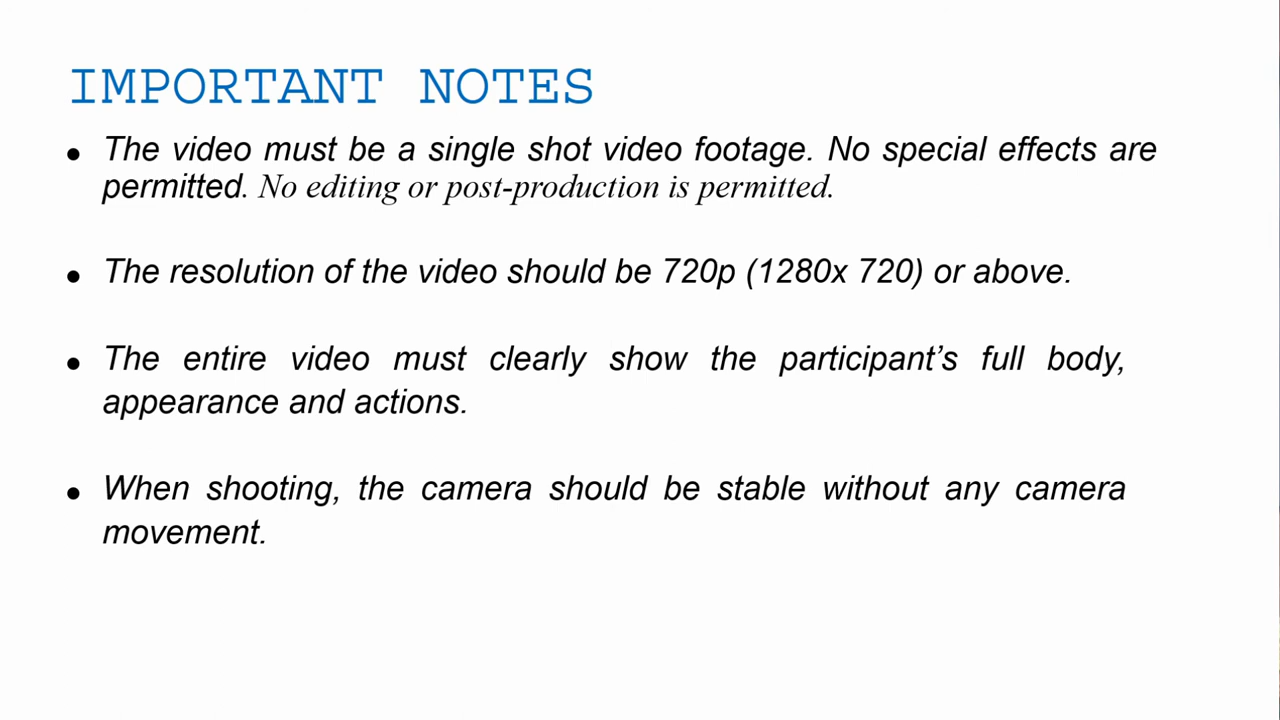 IMPORTANT NOTES
• The video must be a single shot video footage. No special effects are
permitted. No editing or post-production is permitted.
• The resolution of the video should be 720p (1280x 720) or above.
• The entire video must clearly show the participant’s full body,
appearance and actions.
• When shooting, the camera should be stable without any camera
movement.